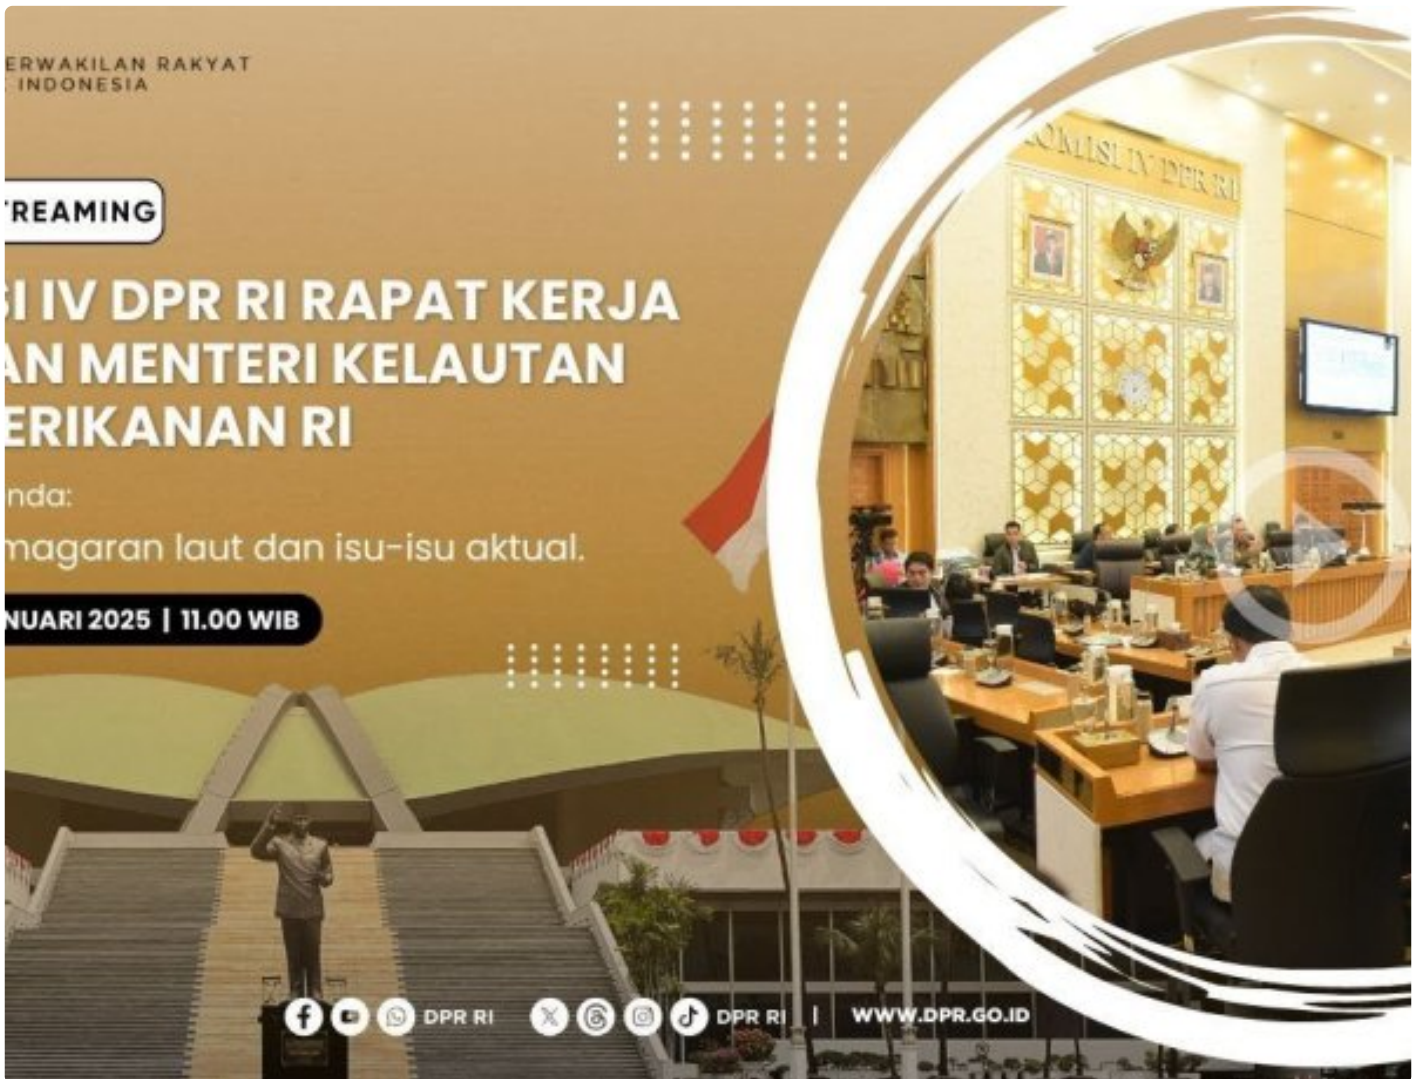 ERWAKILAN RAKYAT
INDONESIA
TREAMING
SI IV DPR RI RAPAT KERJA
AN MENTERI KELAUTAN
ERIKANAN RI
nda:
magaran laut dan isu-isu aktual.
NUARI 2025 | 11.00 WIB
KOMISI IV DPR RI
DPR RI
DPR RI | WWW.DPR.GO.ID